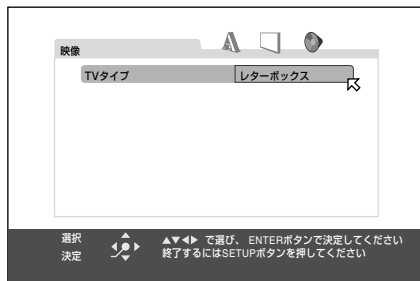 映像
TVタイプ レターボックス
選択
決定
▲▼◀▶ で選び、 ENTERボタンで決定してください
終了するにはSETUPボタンを押してください